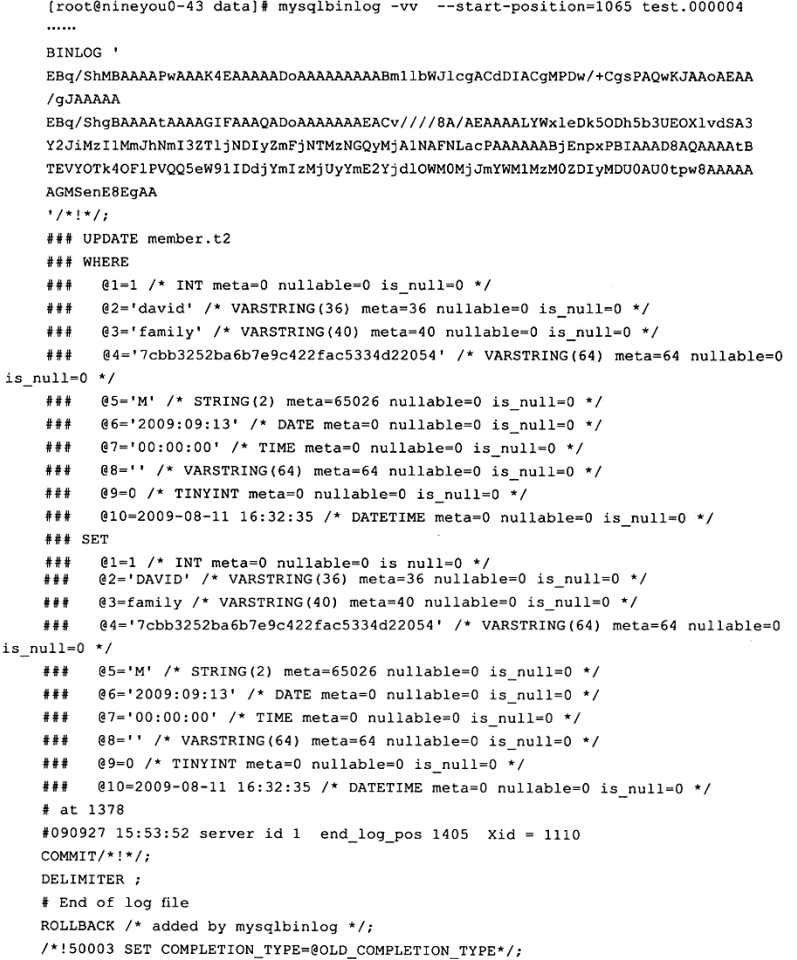 [root@nineyou0-43 data]# mysqlbinlog -vv --start-position=1065 test.000004
……
BINLOG '
EBq/ShMBAAAAPwAAAK4EAAAAADoAAAAAAAAABm1lbWJlcgACdDIACgMPDw/+CgsPAQwKJAAoAEAA
/gJAAAAA
EBq/ShgBAAAAtAAAAGIFAAAQADoAAAAAAAEACv////8A/AEAAAALYWxleDk5ODh5b3UEOXlvdSA3
Y2JiMzI1MmJhNmI3ZTljNDIyZmFjNTMzNGQyMjA1NAFNLacPAAAAAABjEnpxPBIAAAD8AQAAAAtB
TEVYOTk4OFlPVQQ5eW91IDdjYmIzMjUyYmE2YjdlOWM0MjJmYWM1MzM0ZDIyMDU0AU0tpw8AAAAA
AGMSenE8EgAA
'/*!*/;
### UPDATE member.t2
### WHERE
### @1=1 /* INT meta=0 nullable=0 is_null=0 */
### @2='david' /* VARSTRING(36) meta=36 nullable=0 is_null=0 */
### @3='family' /* VARSTRING(40) meta=40 nullable=0 is_null=0 */
### @4='7cbb3252ba6b7e9c422fac5334d22054' /* VARSTRING(64) meta=64 nullable=0
is_null=0 */
### @5='M' /* STRING(2) meta=65026 nullable=0 is_null=0 */
### @6='2009:09:13' /* DATE meta=0 nullable=0 is_null=0 */
### @7='00:00:00' /* TIME meta=0 nullable=0 is_null=0 */
### @8='' /* VARSTRING(64) meta=64 nullable=0 is_null=0 */
### @9=0 /* TINYINT meta=0 nullable=0 is_null=0 */
### @10=2009-08-11 16:32:35 /* DATETIME meta=0 nullable=0 is_null=0 */
### SET
### @1=1 /* INT meta=0 nullable=0 is null=0 */
### @2='DAVID' /* VARSTRING(36) meta=36 nullable=0 is_null=0 */
### @3=family /* VARSTRING(40) meta=40 nullable=0 is_null=0 */
### @4='7cbb3252ba6b7e9c422fac5334d22054' /* VARSTRING(64) meta=64 nullable=0
is_null=0 */
### @5='M' /* STRING(2) meta=65026 nullable=0 is_null=0 */
### @6='2009:09:13' /* DATE meta=0 nullable=0 is_null=0 */
### @7='00:00:00' /* TIME meta=0 nullable=0 is_null=0 */
### @8='' /* VARSTRING(64) meta=64 nullable=0 is_null=0 */
### @9=0 /* TINYINT meta=0 nullable=0 is_null=0 */
### @10=2009-08-11 16:32:35 /* DATETIME meta=0 nullable=0 is_null=0 */
# at 1378
#090927 15:53:52 server id 1 end_log_pos 1405 Xid = 1110
COMMIT/*!*/;
DELIMITER ;
# End of log file
ROLLBACK /* added by mysqlbinlog */;
/*!50003 SET COMPLETION_TYPE=@OLD_COMPLETION_TYPE*/;